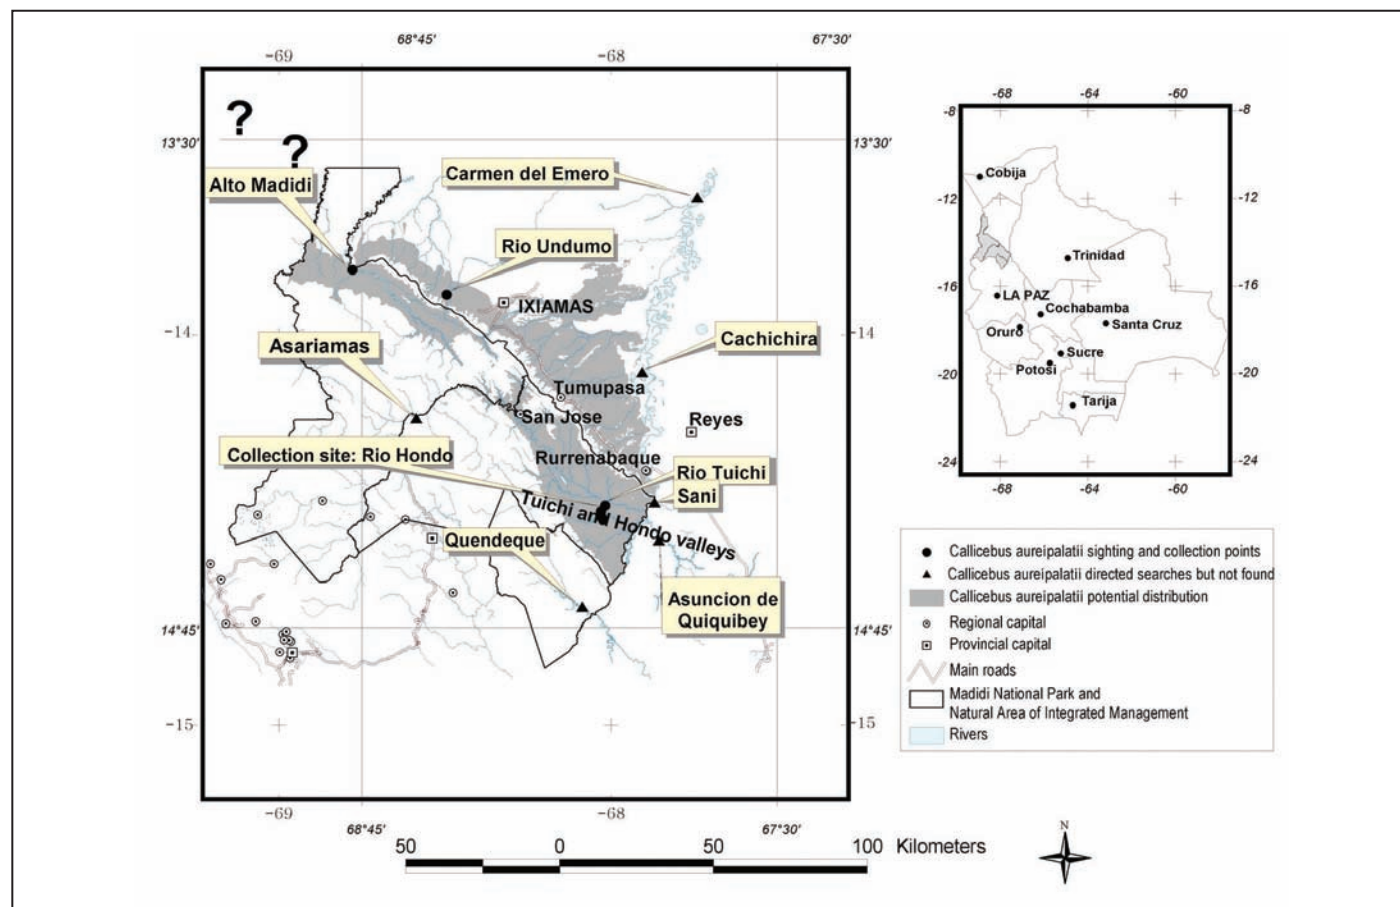 68°45'
67°30'
-69
-68
13°30'
13°30'
?
?
Alto Madidi
Carmen del Emero
Rio Undumo
IXIAMAS
-14
-14
Asariamas
Cachichira
Tumupasa
San Jose
Reyes
Collection site: Rio Hondo
Rurrenabaque
Rio Tuichi
Sani
Tuichi and Hondo valleys
Quendeque
Asuncion de
Quiquibey
14°45'
14°45'
-15
-15
-69
-68
68°45'
67°30'
50
0
50
100
Kilometers
N
-68
-64
-60
-8
-8
Cobija
-12
-12
Trinidad
-16
-16
LA PAZ
Cochabamba
Santa Cruz
Oruro
Sucre
Potosi
-20
-20
Tarija
-24
-24
-68
-64
-60
Callicebus aureipalatii sighting and collection points
Callicebus aureipalatii directed searches but not found
Callicebus aureipalatii potential distribution
Regional capital
Provincial capital
Main roads
Madidi National Park and
Natural Area of Integrated Management
Rivers